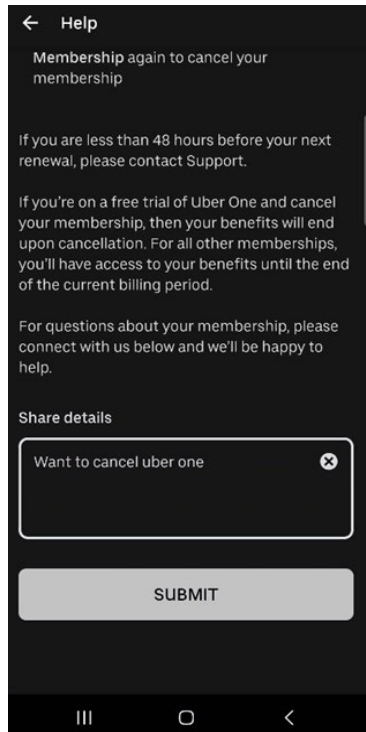 Help
Membership again to cancel your
membership
If you are less than 48 hours before your next
renewal, please contact Support.
If you're on a free trial of Uber One and cancel
your membership, then your benefits will end
upon cancellation. For all other memberships,
you'll have access to your benefits until the end
of the current billing period.
For questions about your membership, please
connect with us below and we'll be happy to
help.
Share details
Want to cancel uber one
SUBMIT